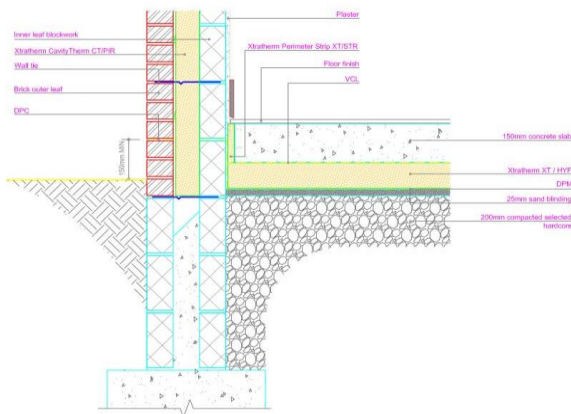 Plaster
Inner leaf blockwork
Xtratherm CavityTherm CT/PIR
Wall tie
Brick outer leaf
DPC
150mm MIN.
Xtratherm Perimeter Strip XT/STR
Floor finish
VCL
150mm concrete slab
Xtratherm XT / HYF
DPM
25mm sand blinding
200mm compacted selected
hardcore